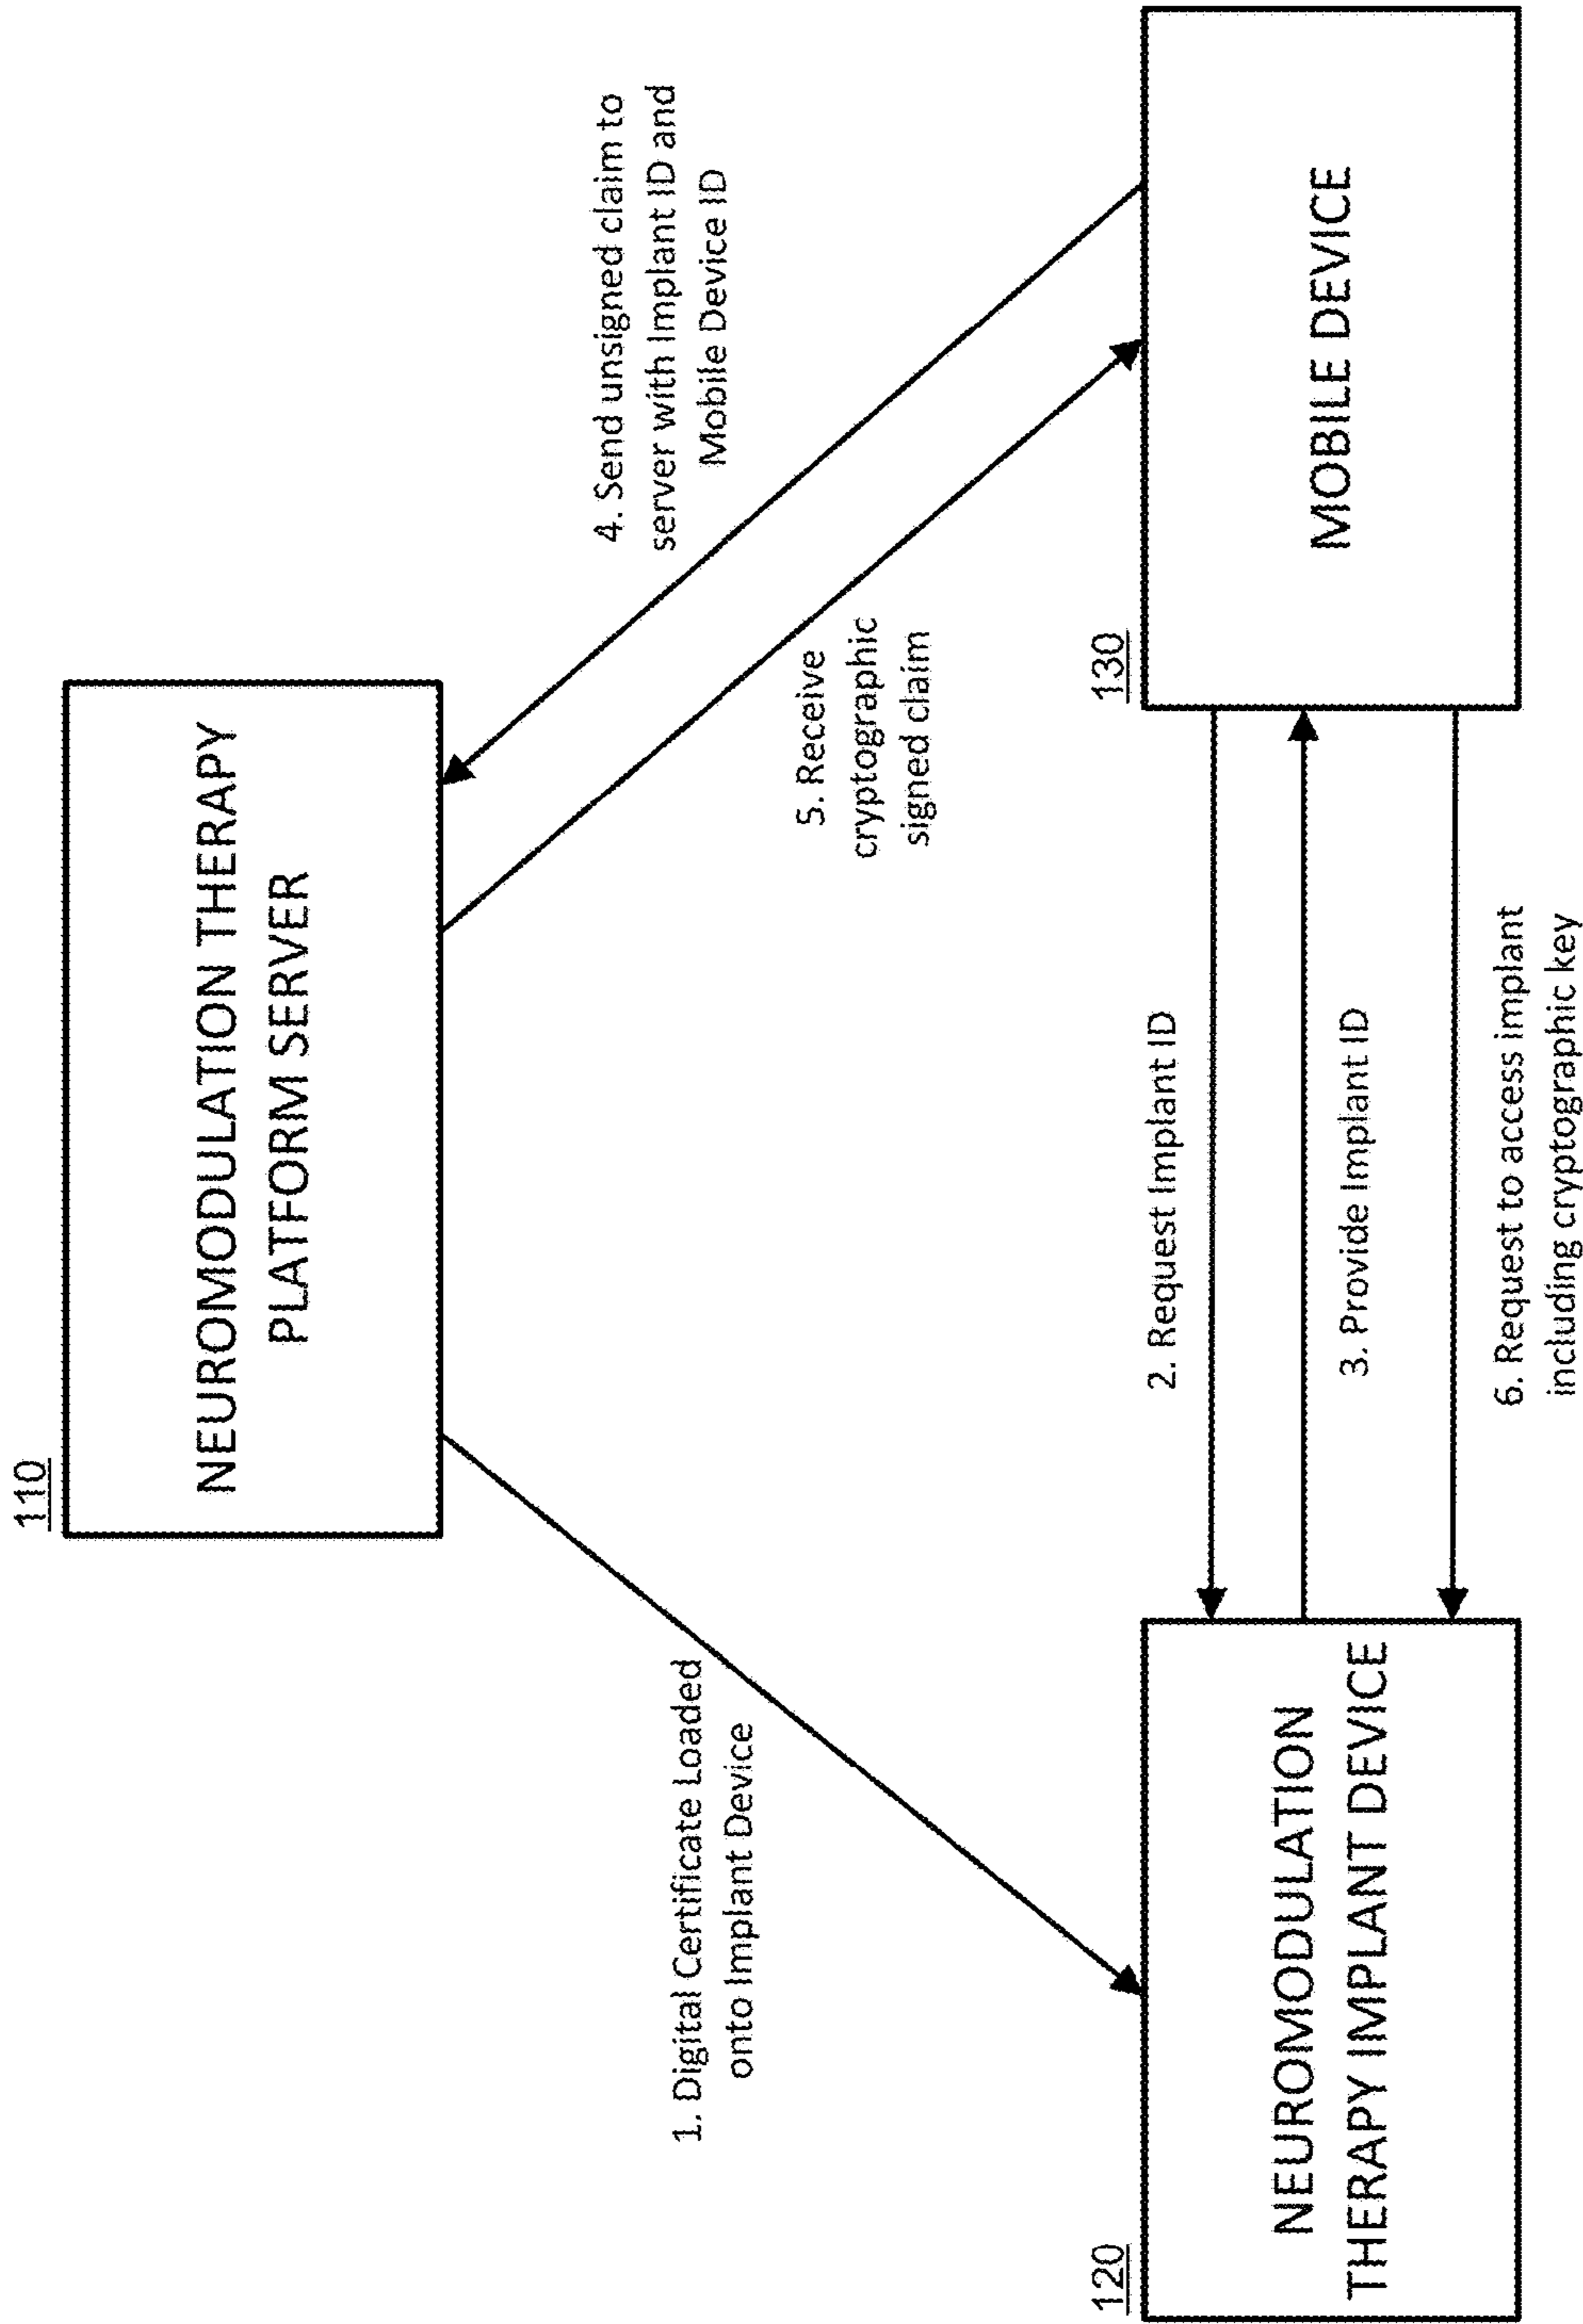 110
NEUROMODULATION THERAPY
PLATFORM SERVER
1. Digital Certificate Loaded
onto Implant Device
4. Send unsigned claim to
server with Implant ID and
Mobile Device ID
5. Receive
cryptographic
signed claim
120
NEUROMODULATION
THERAPY IMPLANT DEVICE
2. Request Implant ID
3. Provide Implant ID
6. Request to access implant
including cryptographic key
130
MOBILE DEVICE